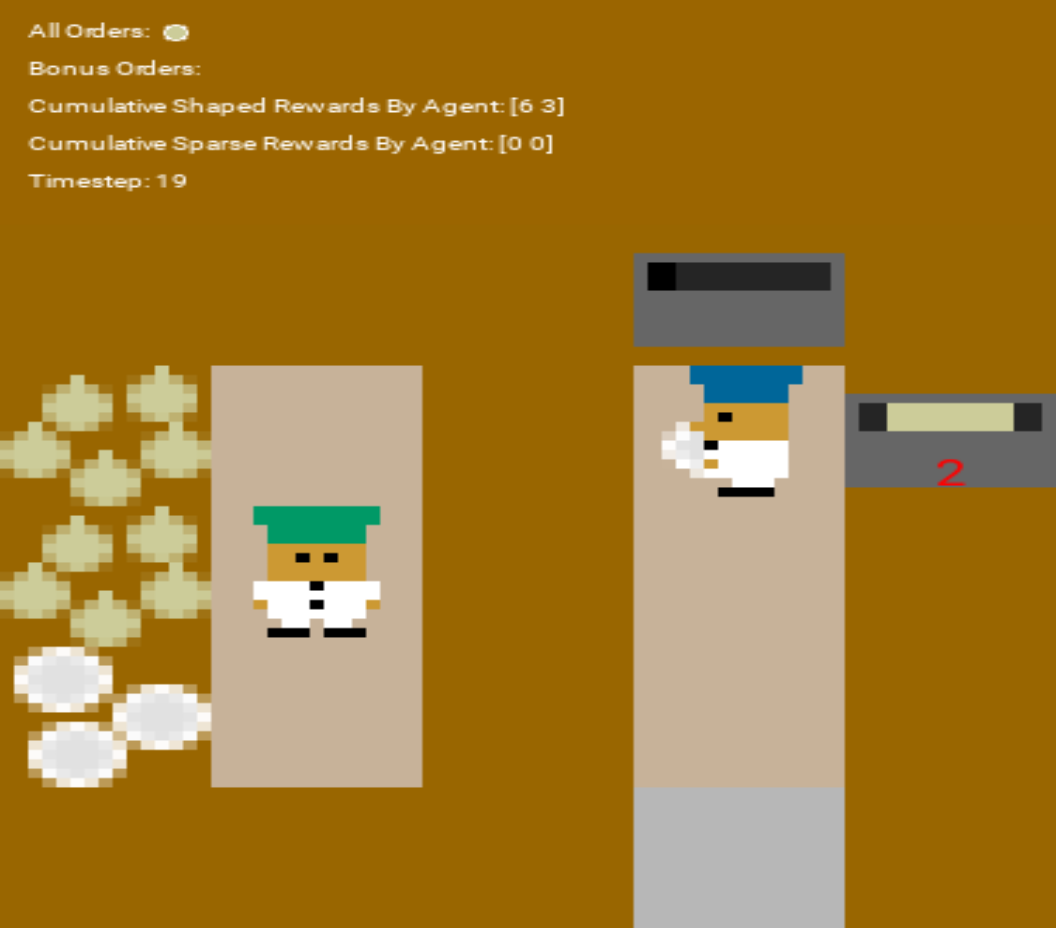 All Orders:
Bonus Orders:
Cumulative Shaped Rewards By Agent: [6 3]
Cumulative Sparse Rewards By Agent: [0 0]
Timestep: 19
2